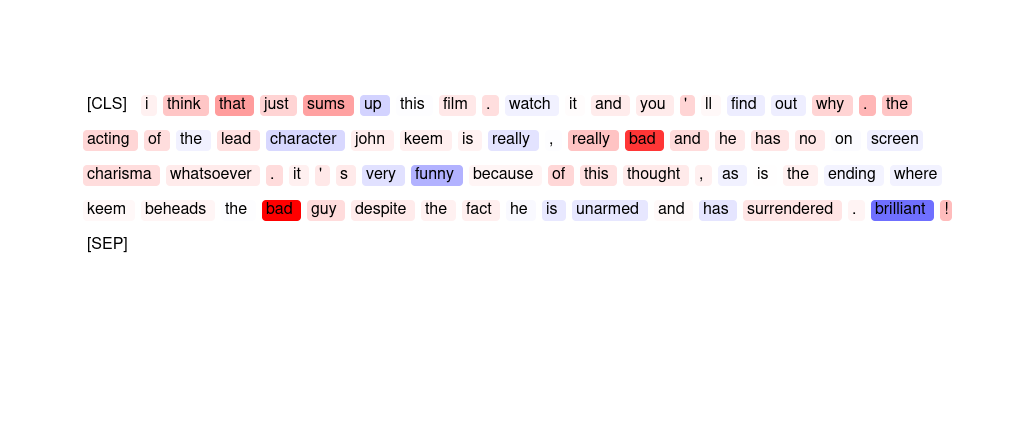 [CLS] i think that just sums up this film . watch it and you ' ll find out why . the
acting of the lead character john keem is really , really bad and he has no on screen
charisma whatsoever . it ' s very funny because of this thought , as is the ending where
keem beheads the bad guy despite the fact he is unarmed and has surrendered . brilliant !
[SEP]